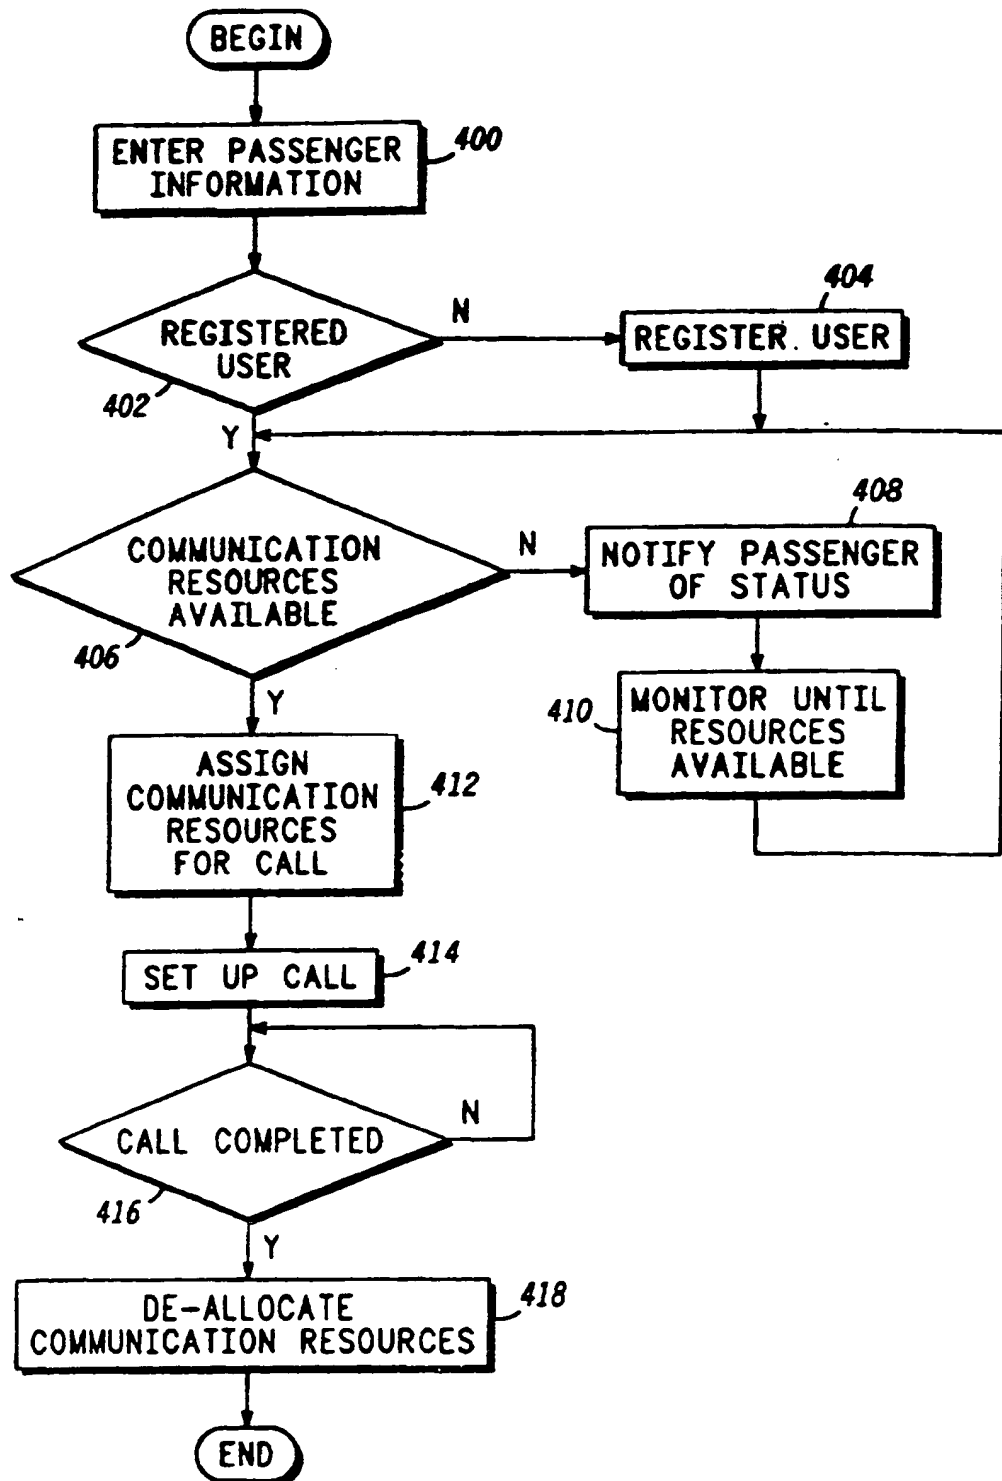 BEGIN
ENTER PASSENGER
INFORMATION
400
REGISTERED
USER
402
N
404
REGISTER USER
Y
COMMUNICATION
RESOURCES
AVAILABLE
406
N
408
NOTIFY PASSENGER
OF STATUS
410
MONITOR UNTIL
RESOURCES
AVAILABLE
Y
ASSIGN
COMMUNICATION
RESOURCES
FOR CALL
412
SET UP CALL
414
CALL COMPLETED
416
N
Y
DE-ALLOCATE
COMMUNICATION RESOURCES
418
END